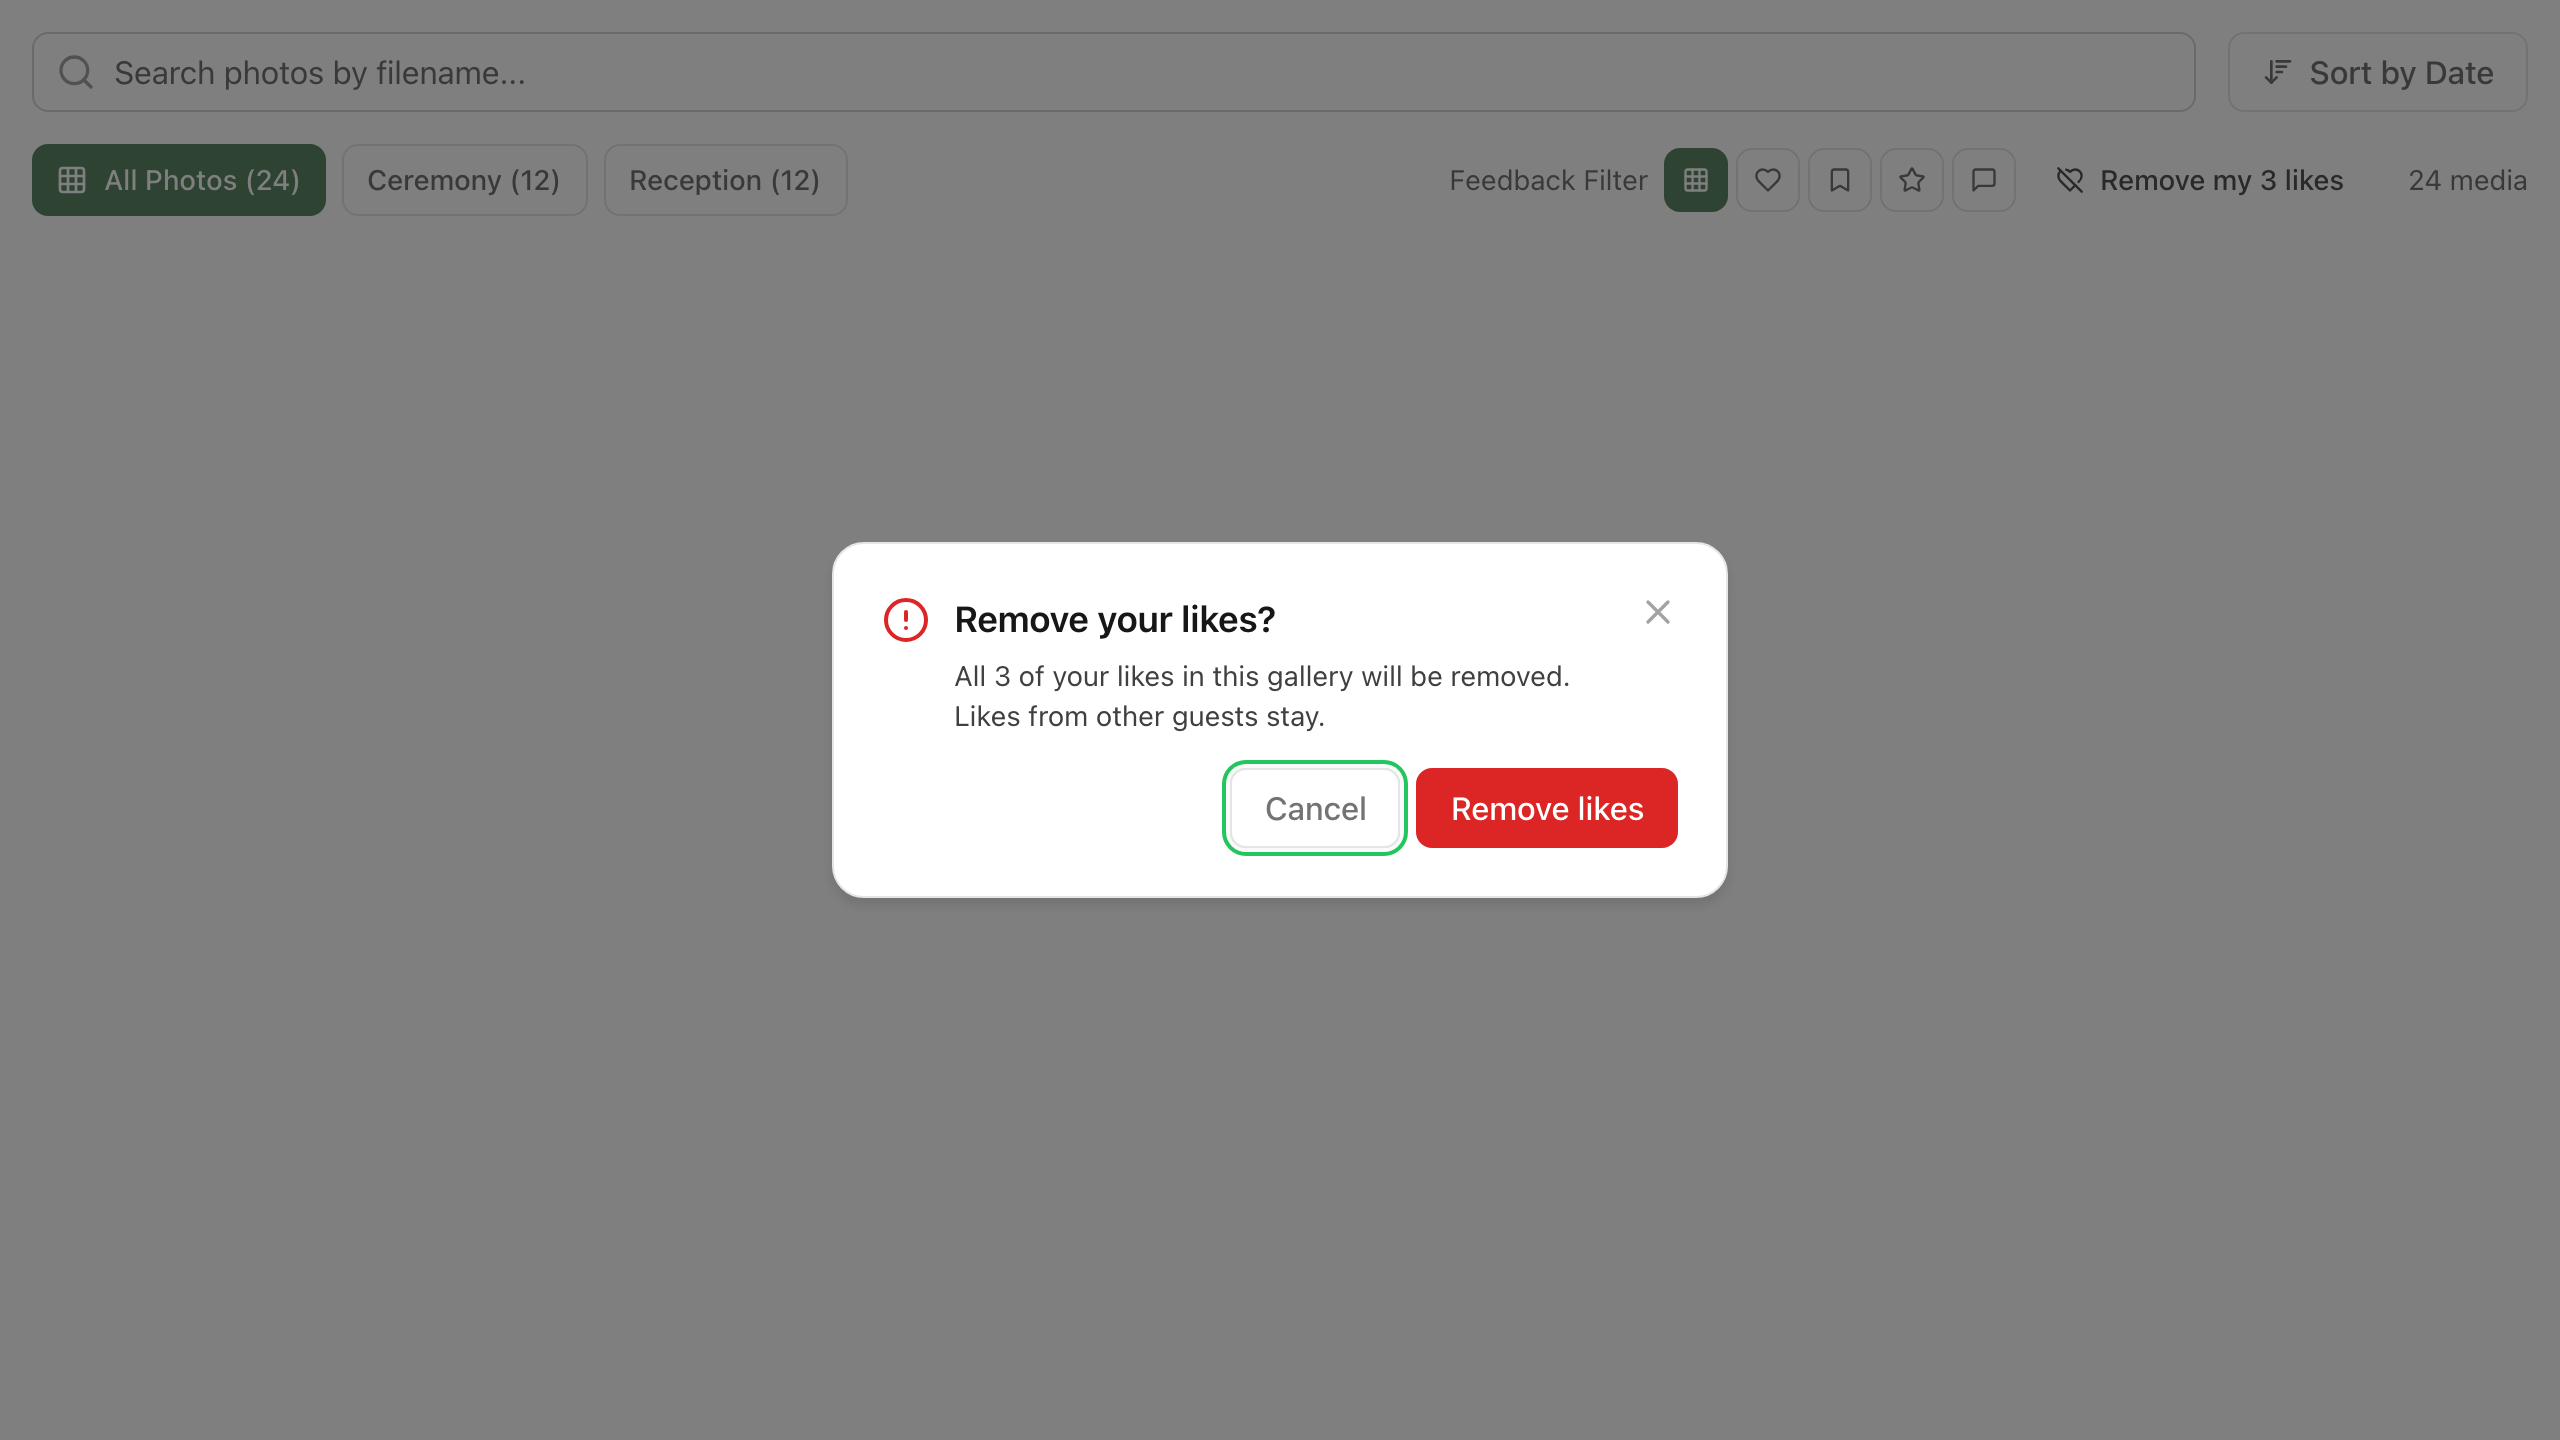 Search photos by filename...
Sort by Date
All Photos (24)
Ceremony (12)
Reception (12)
Feedback Filter
Remove my 3 likes
24 media
Remove your likes?
All 3 of your likes in this gallery will be removed.
Likes from other guests stay.
Cancel
Remove likes